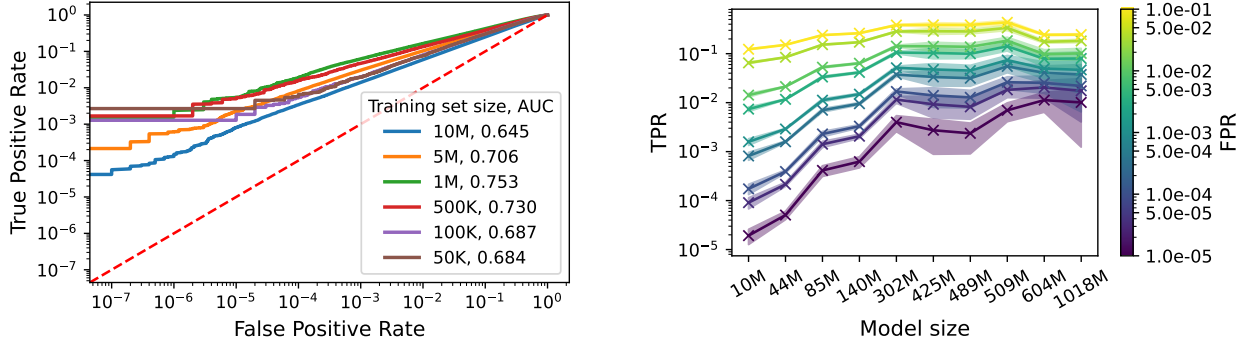 True Positive Rate
10⁰
10⁻¹
10⁻²
10⁻³
10⁻⁴
10⁻⁵
10⁻⁶
10⁻⁷
Training set size, AUC
10M, 0.645
5M, 0.706
1M, 0.753
500K, 0.730
100K, 0.687
50K, 0.684
10⁻⁷ 10⁻⁶ 10⁻⁵ 10⁻⁴ 10⁻³ 10⁻² 10⁻¹ 10⁰
False Positive Rate
TPR
10⁻¹
10⁻²
10⁻³
10⁻⁴
10⁻⁵
10M 44M 85M 140M 302M 425M 489M 509M 604M 1018M
Model size
1.0e-01
5.0e-02
1.0e-02
5.0e-03
1.0e-03
5.0e-04
1.0e-04
5.0e-05
1.0e-05
FPR